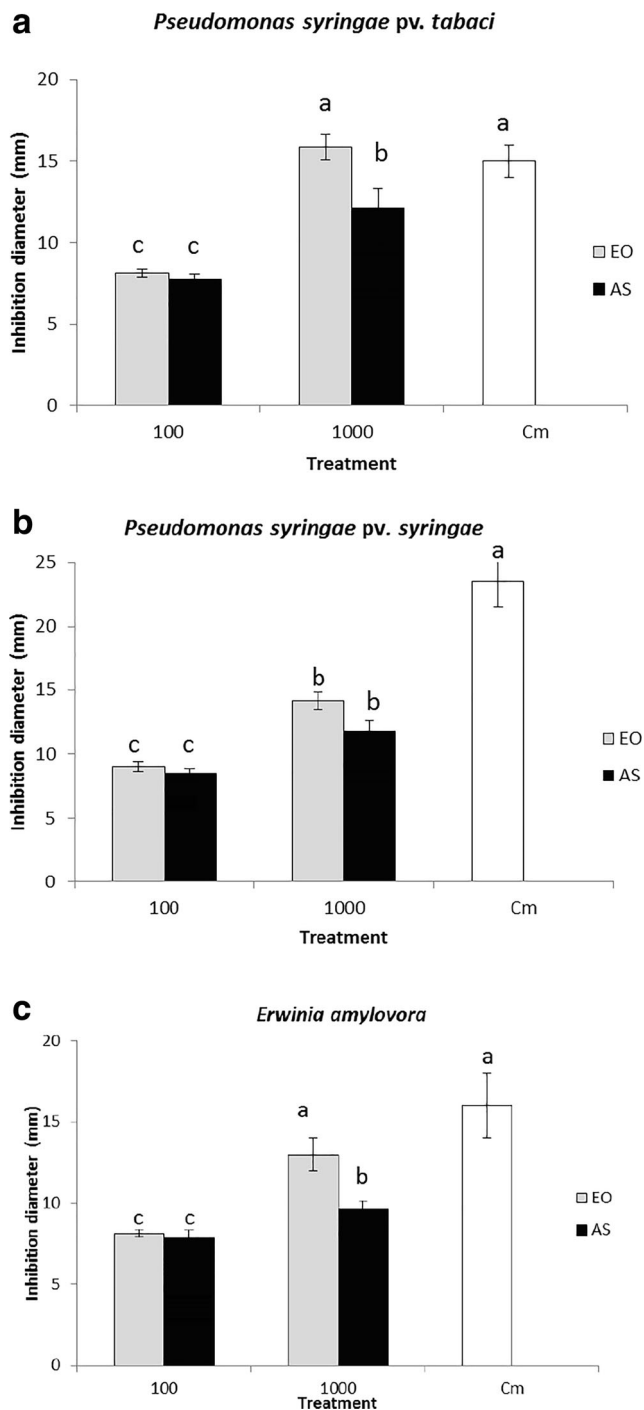 a
Pseudomonas syringae pv. tabaci
20
15
10
5
0
Inhibition diameter (mm)
c c
a
b
a
EO
AS
100 1000 Cm
Treatment
b
Pseudomonas syringae pv. syringae
25
20
15
10
5
0
Inhibition diameter (mm)
c c
b b
a
EO
AS
100 1000 Cm
Treatment
c
Erwinia amylovora
20
15
10
5
0
Inhibition diameter (mm)
c c
a
b
a
EO
AS
100 1000 Cm
Treatment